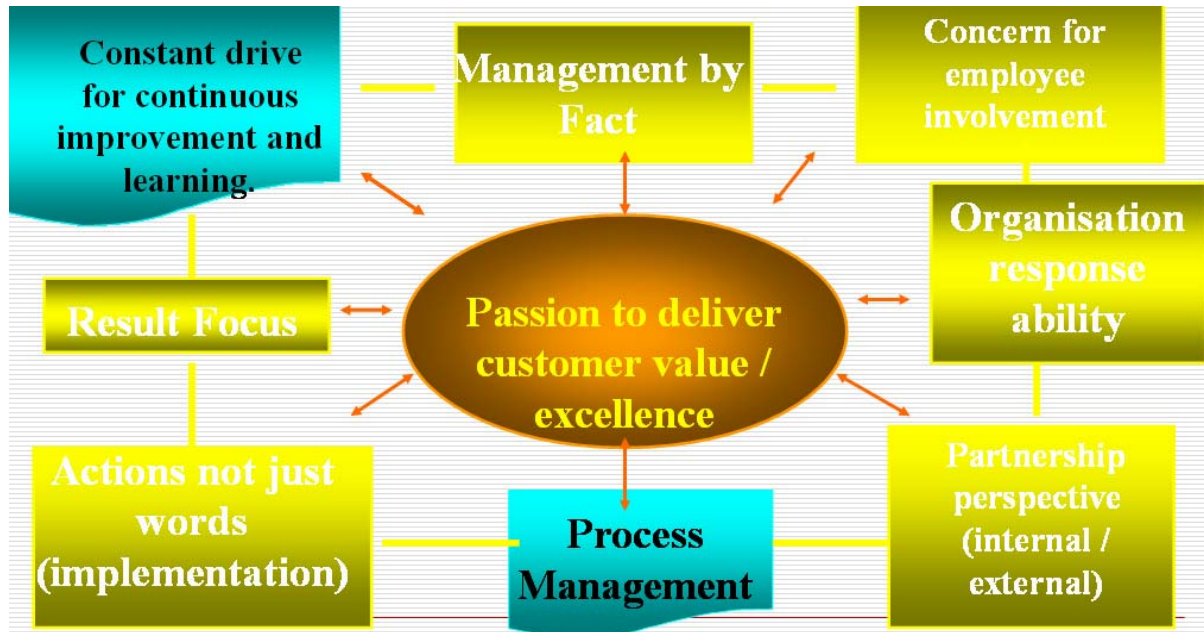 Constant drive
for continuous
improvement and
learning.
Management by
Fact
Concern for
employee
involvement
Result Focus
Passion to deliver
customer value /
excellence
Organisation
response
ability
Actions not just
words
(implementation)
Process
Management
Partnership
perspective
(internal /
external)